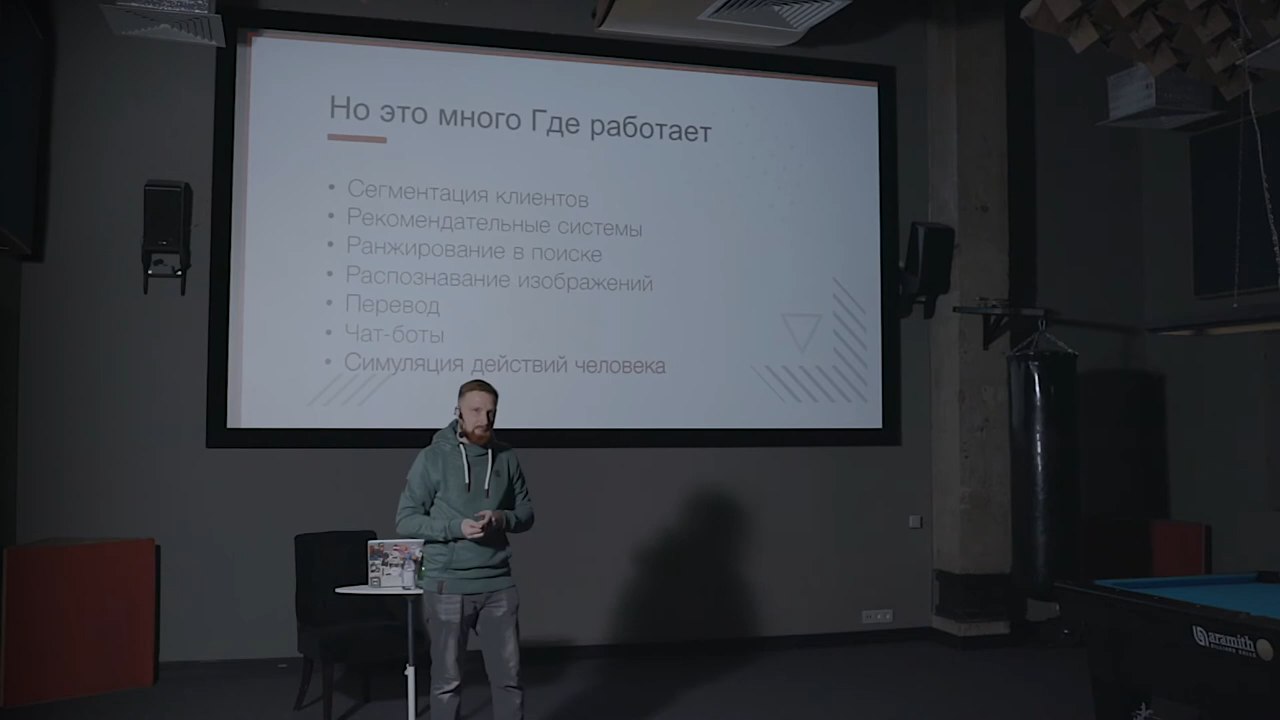 Но это много Где работает
• Сегментация клиентов
• Рекомендательные системы
• Ранжирование в поиске
• Распознавание изображений
• Перевод
• Чат-боты
• Симуляция действий человека
aramith